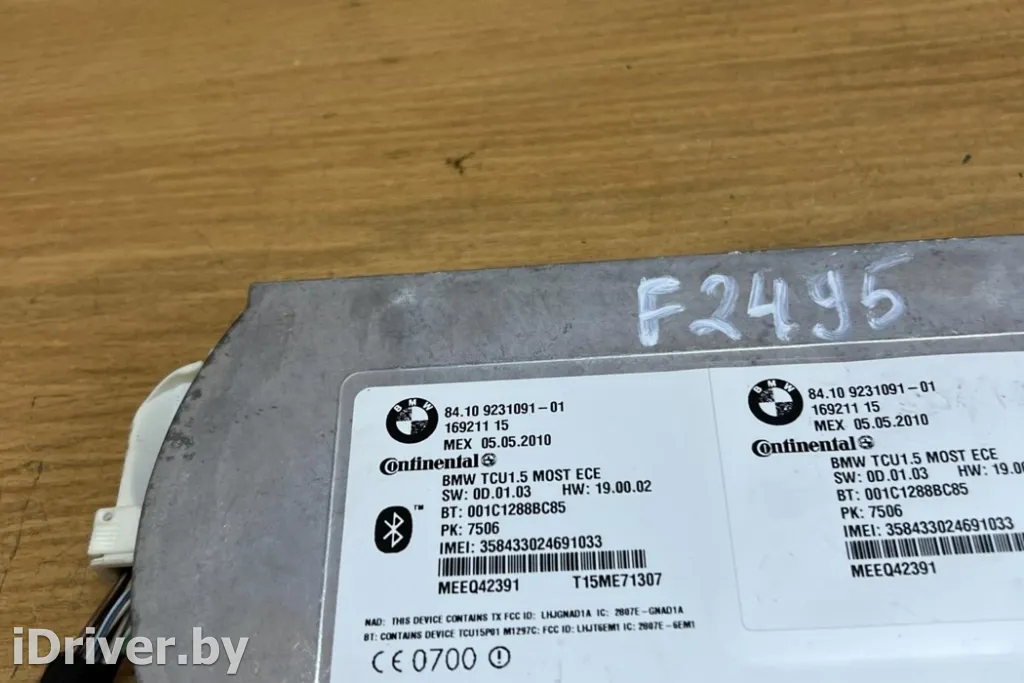 F2495
BMW
84.10 9231091-01
169211 15
MEX 05.05.2010
Continental
BMW TCU1.5 MOST ECE
SW: 0D.01.03 HW: 19.00.02
BT: 001C1288BC85
PK: 7506
IMEI: 358433024691033
MEEQ42391 T15ME71307
NAD: THIS DEVICE CONTAINS TX FCC ID: LHJGNAD1A IC: 2807E-GNAD1A
BT: CONTAINS DEVICE TCU15P01 M1297C: FCC ID: LHJT6EM1 IC: 2807E-6EM1
CE 0700
BMW
84.10 9231091-01
169211 15
MEX 05.05.2010
Continental
BMW TCU1.5 MOST ECE
SW: 0D.01.03 HW: 19.00
BT: 001C1288BC85
PK: 7506
IMEI: 358433024691033
MEEQ42391
iDriver.by